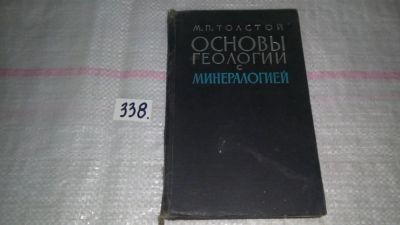 М.П.ТОЛСТОЙ
ОСНОВЫ
ГЕОЛОГИИ
С
МИНЕРАЛОГИЕЙ
338.